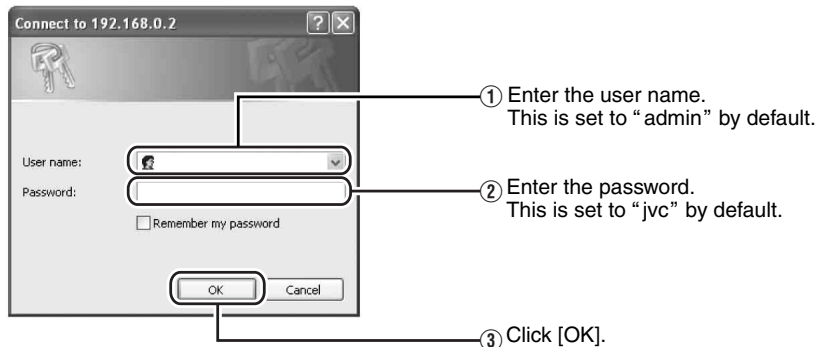 Connect to 192.168.0.2
① Enter the user name.
This is set to “admin” by default.
User name:
Password:
② Enter the password.
This is set to “jvc” by default.
Remember my password
OK
Cancel
③ Click [OK].